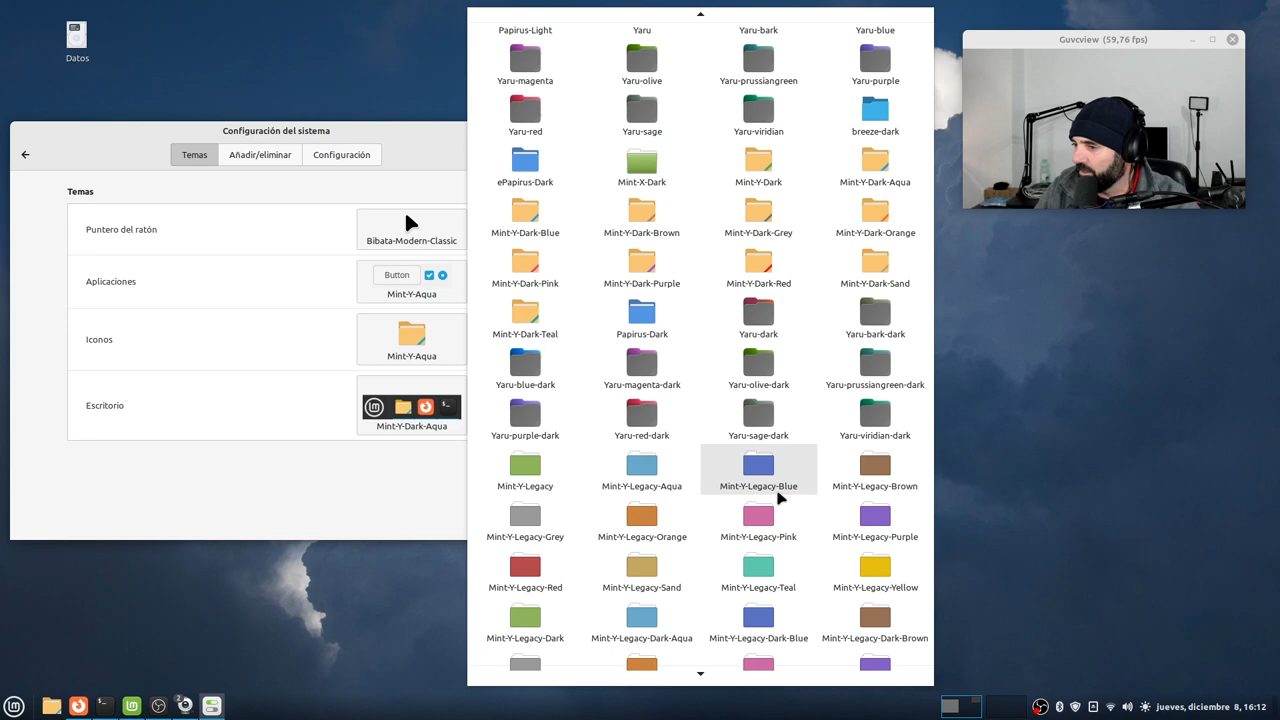 Datos
Configuración del sistema
Temas Añadir/eliminar Configuración
Temas
Puntero del ratón
Bibata-Modern-Classic
Aplicaciones
Button
Mint-Y-Aqua
Iconos
Mint-Y-Aqua
Escritorio
Mint-Y-Dark-Aqua
Papirus-Light Yaru Yaru-bark Yaru-blue
Yaru-magenta Yaru-olive Yaru-prussiangreen Yaru-purple
Yaru-red Yaru-sage Yaru-viridian breeze-dark
ePapirus-Dark Mint-X-Dark Mint-Y-Dark Mint-Y-Dark-Aqua
Mint-Y-Dark-Blue Mint-Y-Dark-Brown Mint-Y-Dark-Grey Mint-Y-Dark-Orange
Mint-Y-Dark-Pink Mint-Y-Dark-Purple Mint-Y-Dark-Red Mint-Y-Dark-Sand
Mint-Y-Dark-Teal Papirus-Dark Yaru-dark Yaru-bark-dark
Yaru-blue-dark Yaru-magenta-dark Yaru-olive-dark Yaru-prussiangreen-dark
Yaru-purple-dark Yaru-red-dark Yaru-sage-dark Yaru-viridian-dark
Mint-Y-Legacy Mint-Y-Legacy-Aqua Mint-Y-Legacy-Blue Mint-Y-Legacy-Brown
Mint-Y-Legacy-Grey Mint-Y-Legacy-Orange Mint-Y-Legacy-Pink Mint-Y-Legacy-Purple
Mint-Y-Legacy-Red Mint-Y-Legacy-Sand Mint-Y-Legacy-Teal Mint-Y-Legacy-Yellow
Mint-Y-Legacy-Dark Mint-Y-Legacy-Dark-Aqua Mint-Y-Legacy-Dark-Blue Mint-Y-Legacy-Dark-Brown
Guvcview (59,76 fps)
2
jueves, diciembre 8, 16:12